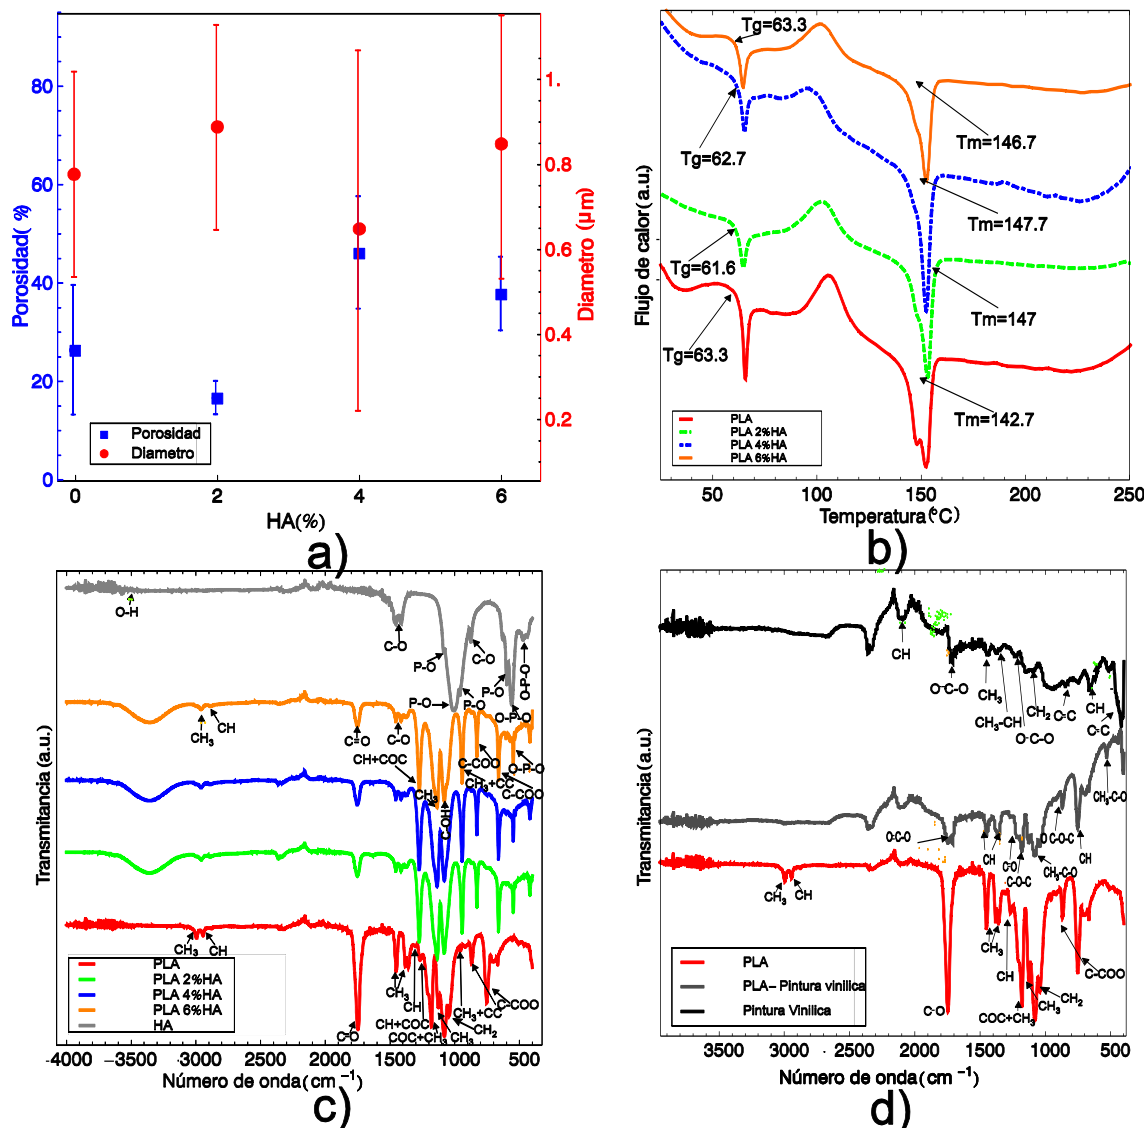 80
60
40
20
0
Porosidad( %)
1.
0.8
0.6
0.4
0.2
Diametro (μm)
Porosidad
Diametro
0 2 4 6
HA(%)
a)
Tg=63.3
Tm=146.7
Tg=62.7
Tm=147.7
Tg=61.6
Tm=147
Tg=63.3
Tm=142.7
Flujo de calor( a.u.)
PLA
PLA 2%HA
PLA 4%HA
PLA 6%HA
50 100 150 200 250
Temperatura(°C)
b)
O-H
C-O
P-O
C-O
P-O
P-O
P-O
O-P-O
O-P-O
CH
CH3
C=O
C-O
CH+COC
CH3
C-OH
C-COO
CH3+CC
C-COO
O-P-O
CH3
CH
C-O
CH3
CH
CH+COC
COC+CH3
CH3
CH2
CH3+CC
C-COO
Transmitancia (a.u.)
PLA
PLA 2%HA
PLA 4%HA
PLA 6%HA
HA
-4000 -3000 -2000 1500 1000 500
Número de onda(cm -1)
c)
CH
O-C-O
CH3
CH3-CH
O-C-O
CH2
O-C
CH
O-C
CH3-C-O
O-C-O
CH
C-O
C-O-C
CH3-C-O
O C-O-C
CH
CH3
CH
C-O
CH3
CH
COC+CH3
CH3
CH2
C-COO
Transmitancia (a.u.)
PLA
PLA- Pintura vinilica
Pintura Vinilica
3000 2000 1500 1000 400
Número de onda(cm -1)
d)